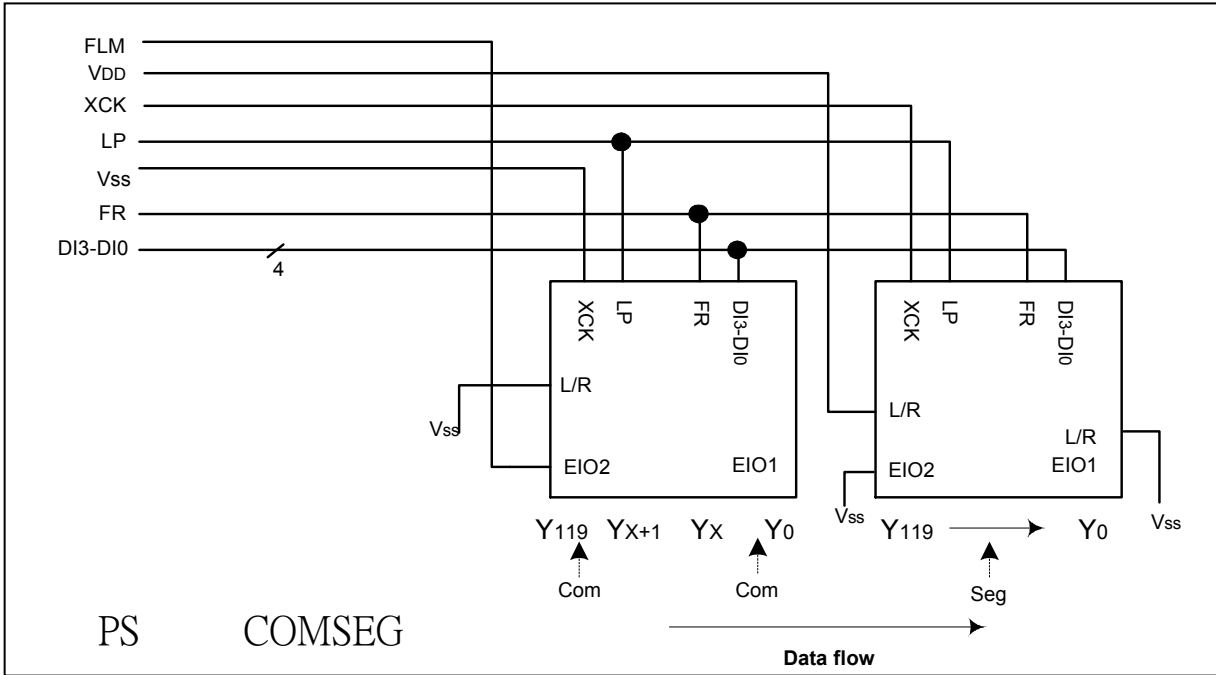 FLM
VDD
XCK
LP
Vss
FR
DI3-DI0
4
XCK
LP
FR
DI3-DI0
XCK
LP
FR
DI3-DI0
L/R
Vss
EIO2
EIO1
L/R
L/R
EIO2
EIO1
Vss
Vss
Y119 YX+1 YX Y0
Y119 Y0
Com
Com
Seg
PS COMSEG
Data flow